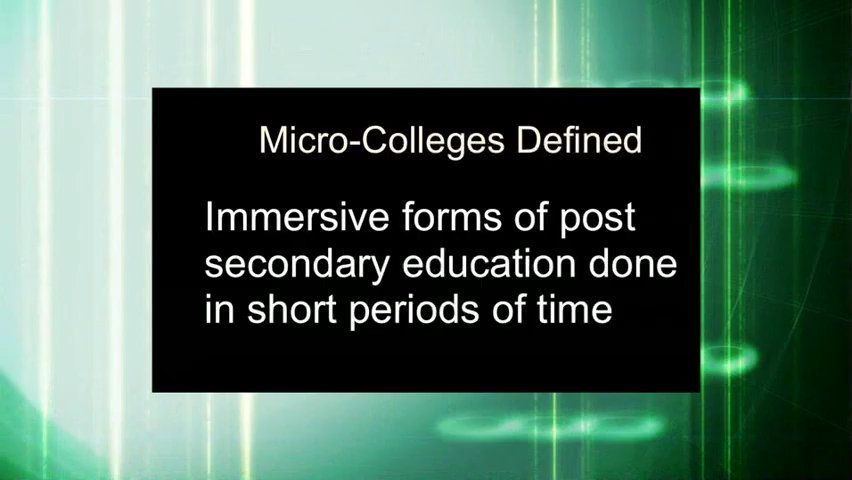 Micro-Colleges Defined
Immersive forms of post
secondary education done
in short periods of time